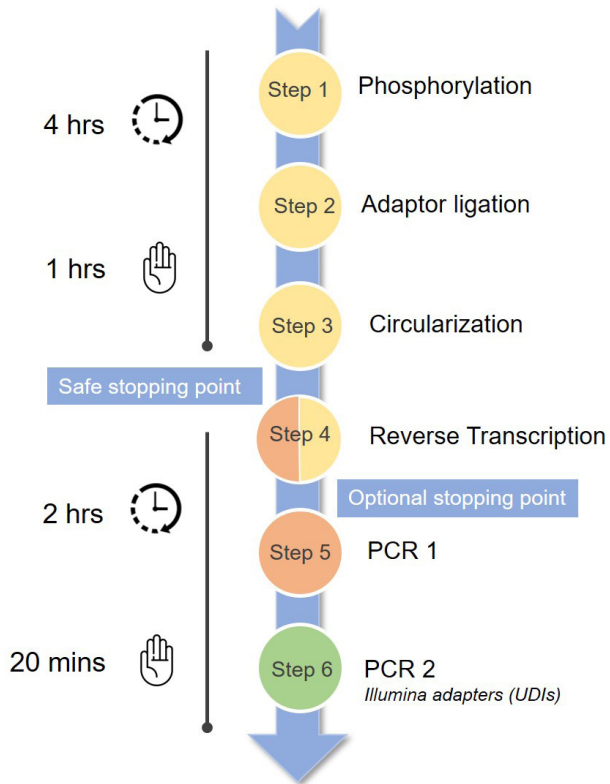 Step 1
Phosphorylation
4 hrs
Step 2
Adaptor ligation
1 hrs
Step 3
Circularization
Safe stopping point
Step 4
Reverse Transcription
Optional stopping point
2 hrs
Step 5
PCR 1
20 mins
Step 6
PCR 2
Illumina adapters (UDIs)